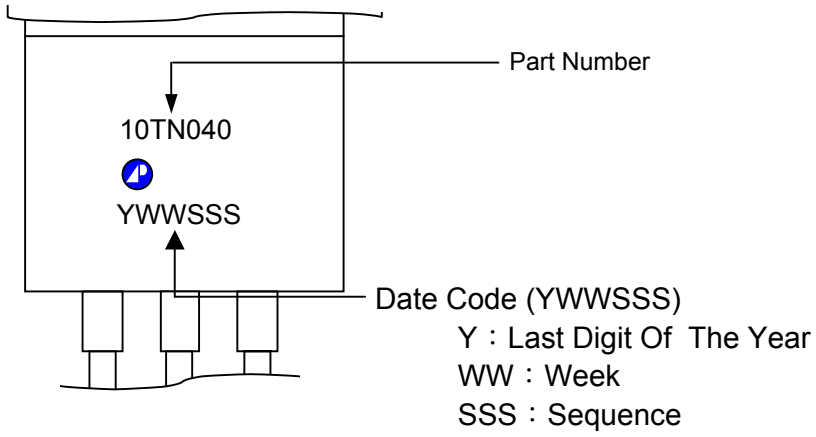 Part Number
10TN040
YWWSSS
Date Code (YWWSSS)
Y：Last Digit Of The Year
WW：Week
SSS：Sequence